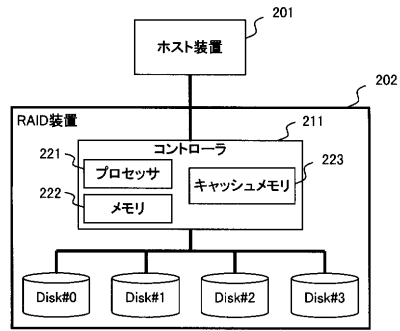 201
ホスト装置
202
RAID装置
211
コントローラ
221
プロセッサ
223
キャッシュメモリ
222
メモリ
Disk#0
Disk#1
Disk#2
Disk#3